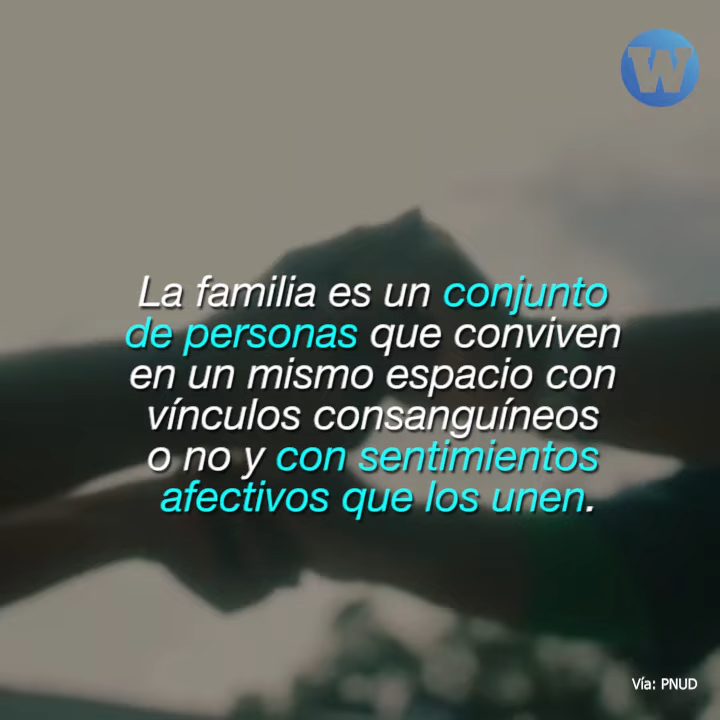 W
La familia es un conjunto
de personas que conviven
en un mismo espacio con
vínculos consanguíneos
o no y con sentimientos
afectivos que los unen.
Vía: PNUD